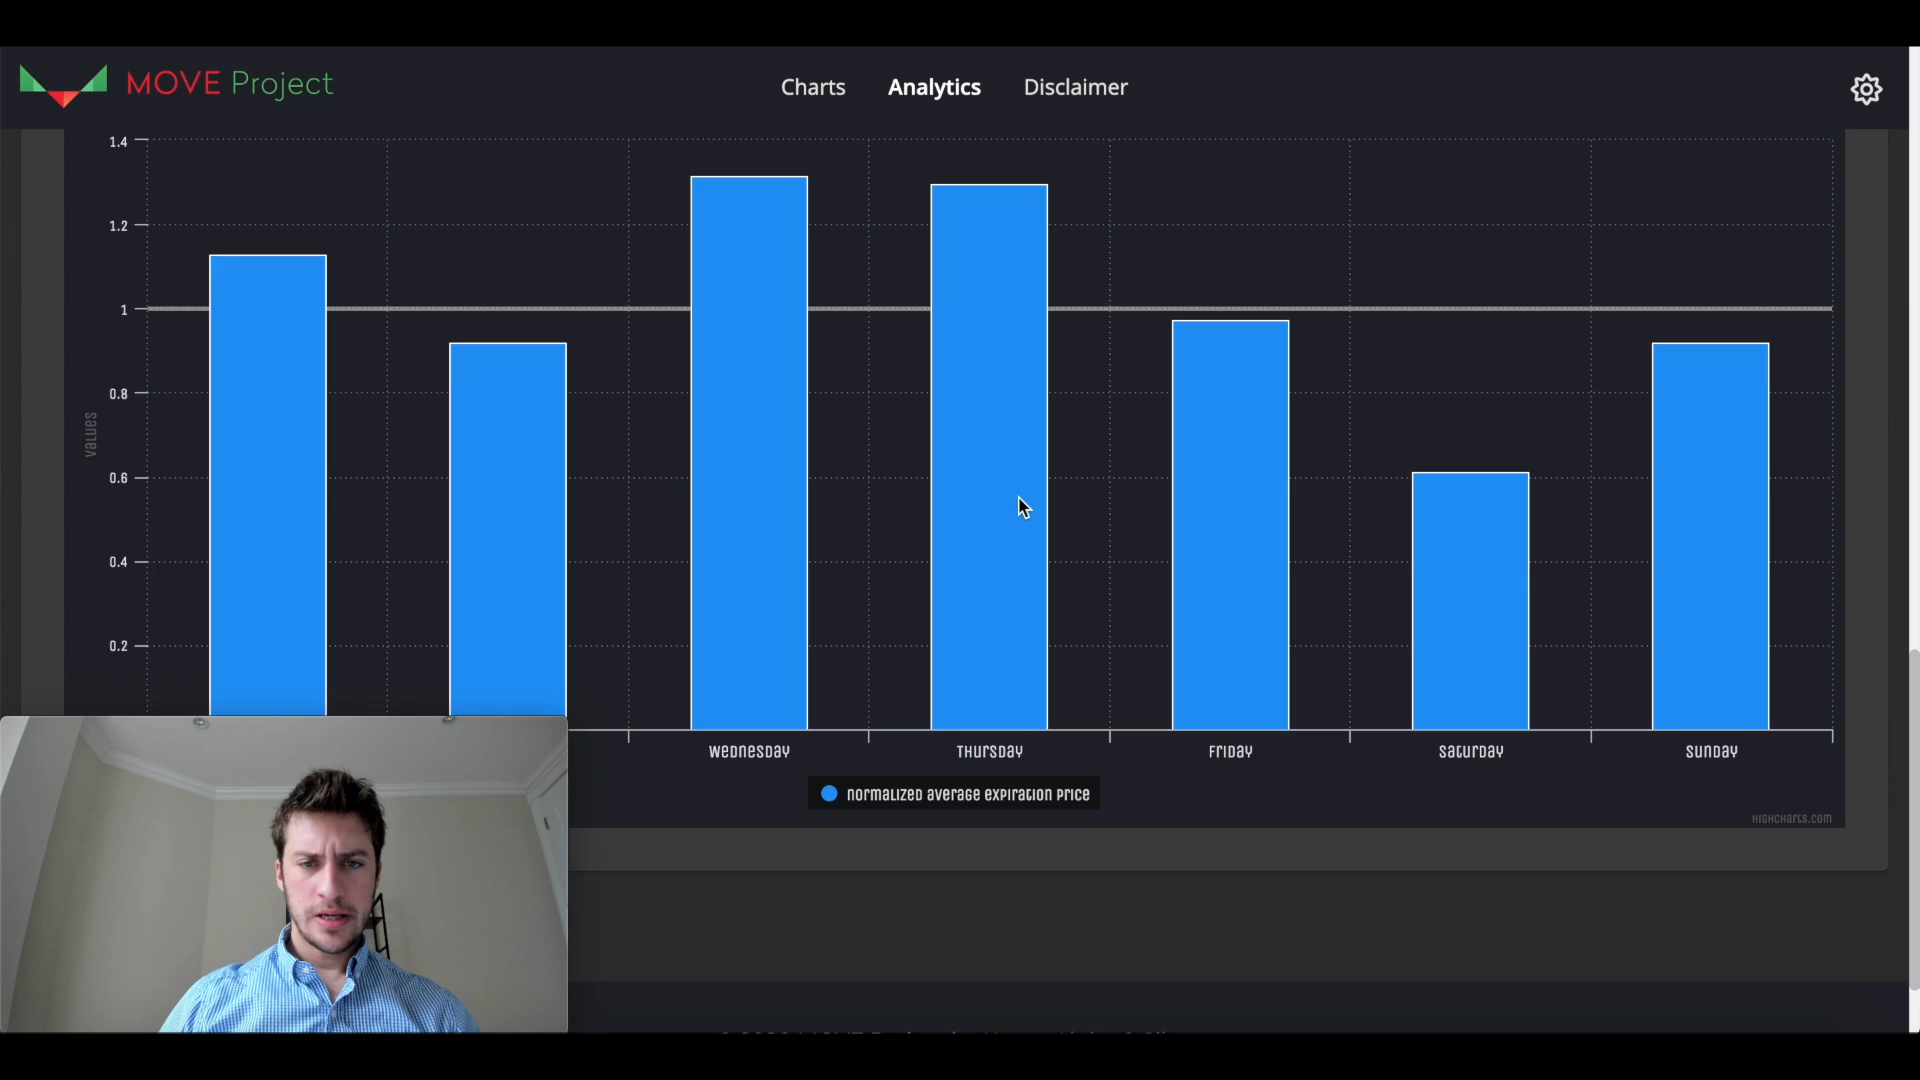 MOVE Project
Charts Analytics Disclaimer
1.4
1.2
1
0.8
0.6
0.4
0.2
Values
Wednesday Thursday Friday Saturday Sunday
normalized average expiration price
Highcharts.com